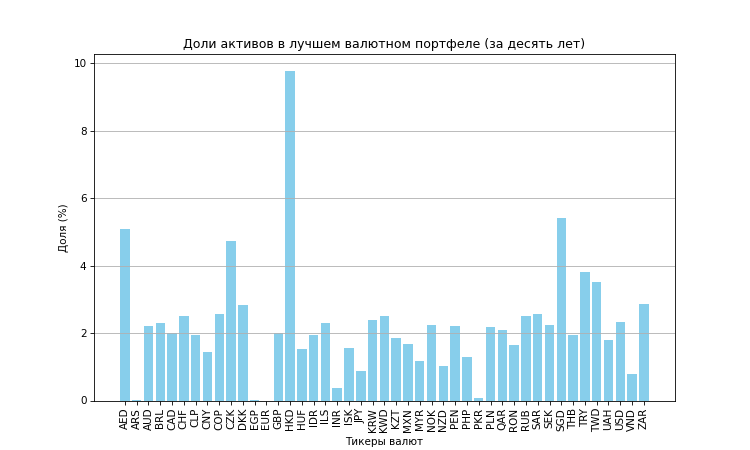 Доли активов в лучшем валютном портфеле (за десять лет)
Доля (%)
10
8
6
4
2
0
AED ARS AUD BRL CAD CHF CLP CNY COP CZK DKK EGP EUR GBP HKD HUF IDR ILS INR ISK JPY KRW KWD KZT MXN MYR NOK NZD PEN PHP PKR PLN QAR RON RUB SAR SEK SGD THB TRY TWD UAH USD VND ZAR
Тикеры валют